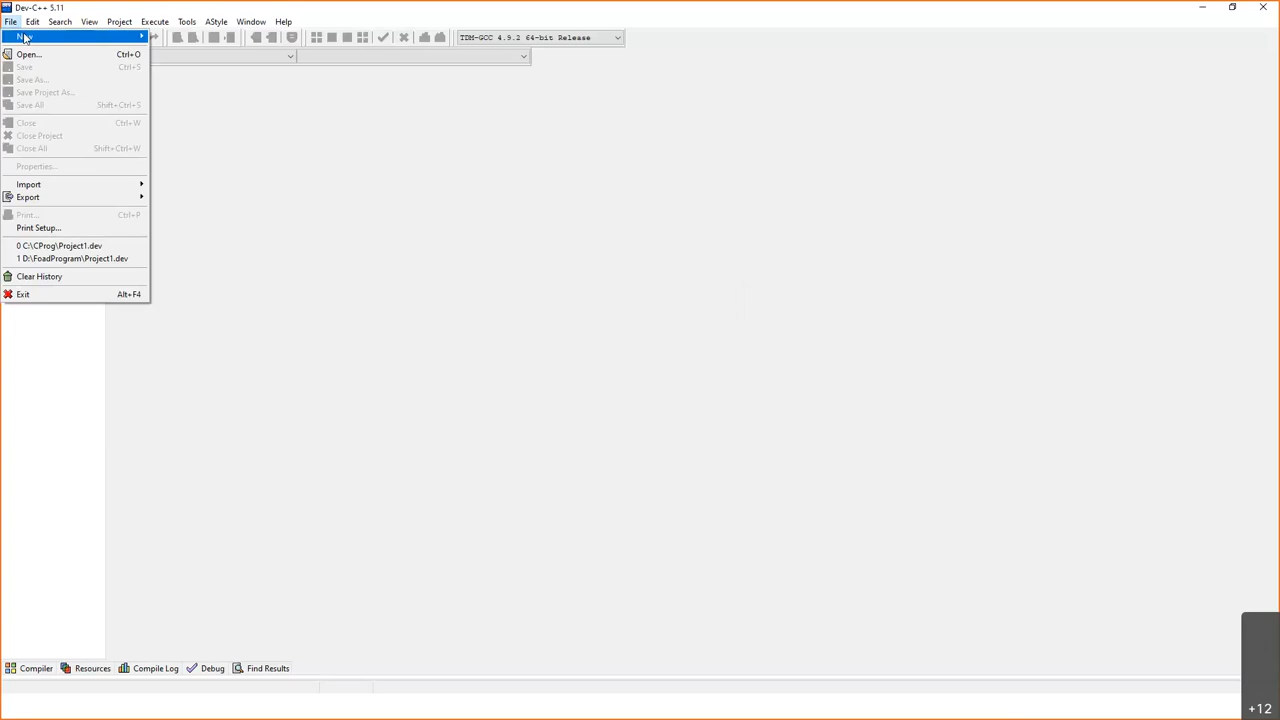 Dev-C++ 5.11
File Edit Search View Project Execute Tools AStyle Window Help
New
TDM-GCC 4.9.2 64-bit Release
Open... Ctrl+O
Save Ctrl+S
Save As...
Save Project As...
Save All Shift+Ctrl+S
Close Ctrl+W
Close Project
Close All Shift+Ctrl+W
Properties...
Import
Export
Print... Ctrl+P
Print Setup...
0 C:\CProg\Project1.dev
1 D:\FoadProgram\Project1.dev
Clear History
Exit Alt+F4
Compiler Resources Compile Log Debug Find Results
+12